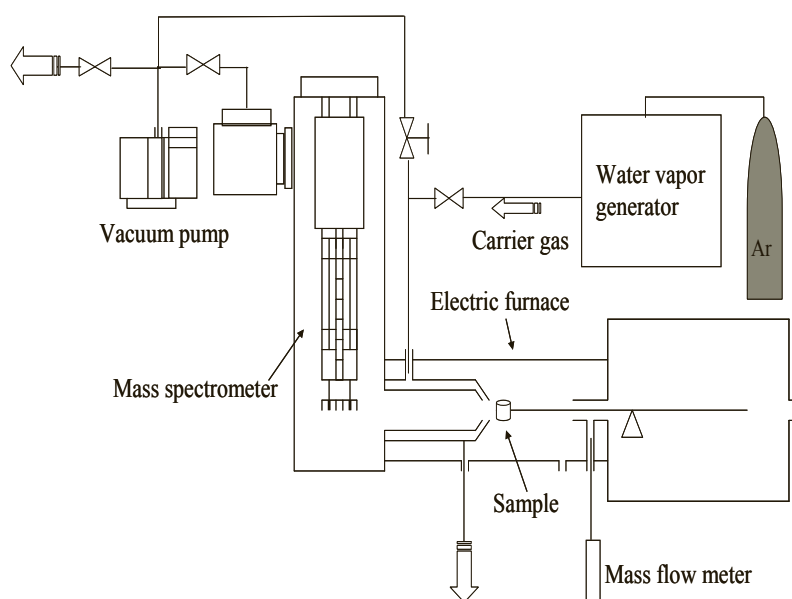 Water vapor
generator
Ar
Vacuum pump
Carrier gas
Electric furnace
Mass spectrometer
Sample
Mass flow meter